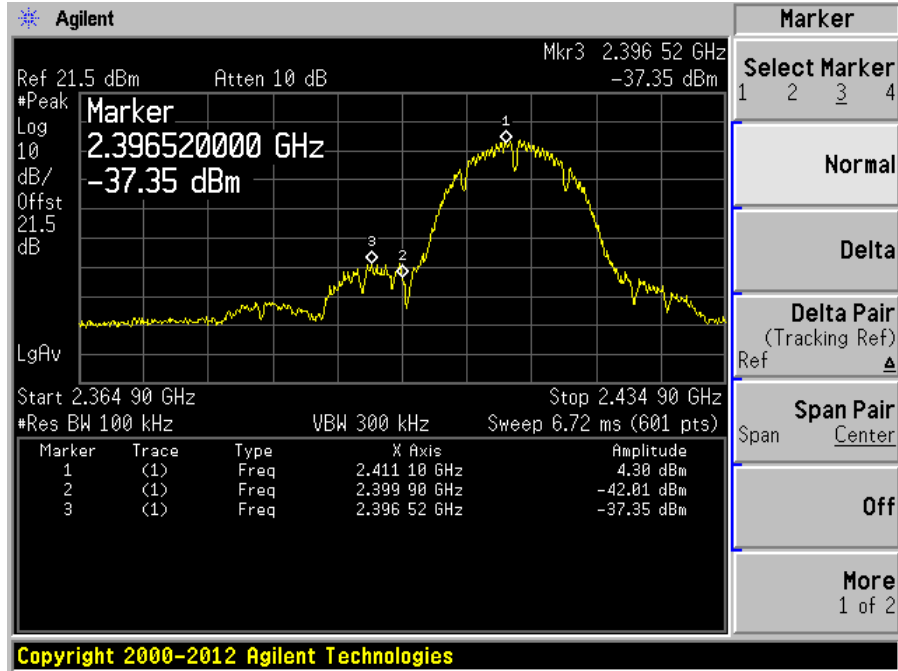 Agilent
Marker
Mkr3 2.396 52 GHz
Ref 21.5 dBm Atten 10 dB -37.35 dBm
#Peak
Log
10
dB/
Offst
21.5
dB
LgAv
Marker
2.396520000 GHz
-37.35 dBm
1
3
2
Start 2.364 90 GHz Stop 2.434 90 GHz
#Res BW 100 kHz VBW 300 kHz Sweep 6.72 ms (601 pts)
Marker Trace Type X Axis Amplitude
1 (1) Freq 2.411 10 GHz 4.30 dBm
2 (1) Freq 2.399 90 GHz -42.01 dBm
3 (1) Freq 2.396 52 GHz -37.35 dBm
Select Marker
1 2 3 4
Normal
Delta
Delta Pair
(Tracking Ref)
Ref Δ
Span Pair
Span Center
Off
More
1 of 2
Copyright 2000-2012 Agilent Technologies